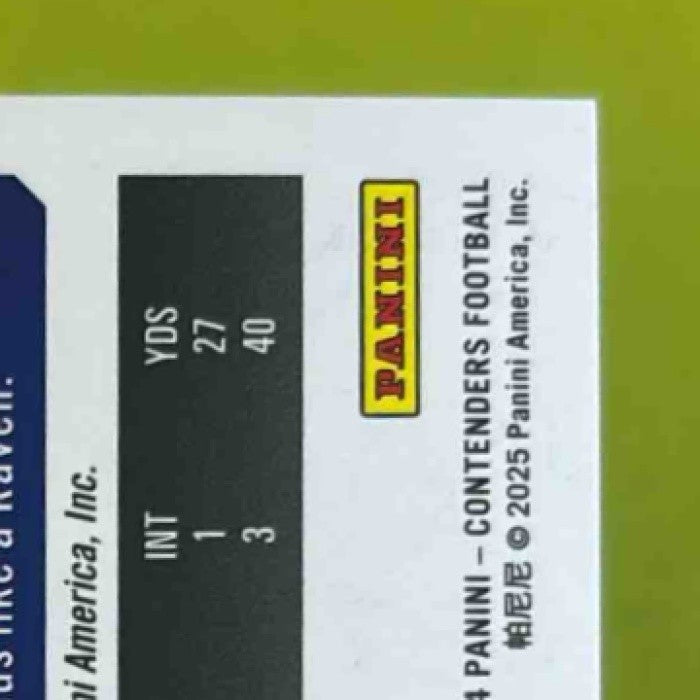 us like a Raven.
ni America, Inc.
INT YDS
1 27
3 40
PANINI
4 PANINI – CONTENDERS FOOTBALL
帕尼尼 © 2025 Panini America, Inc.